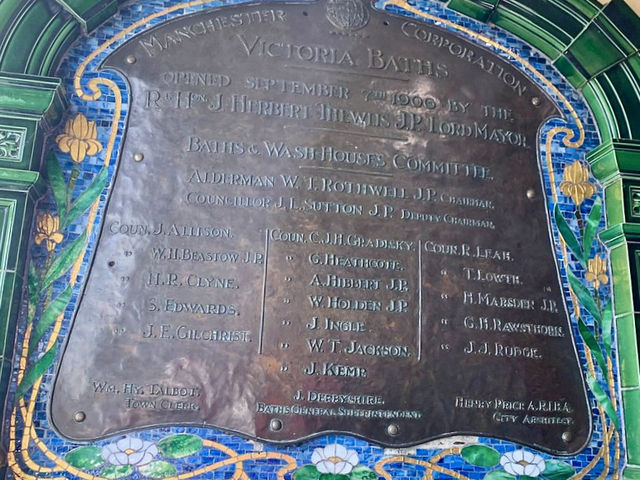 MANCHESTER CORPORATION
VICTORIA BATHS
OPENED SEPTEMBER 7TH 1906 BY THE
RT HON. J. HERBERT THEWLIS, J.P. LORD MAYOR
BATHS & WASH-HOUSES COMMITTEE.
ALDERMAN W. T. ROTHWELL J.P. CHAIRMAN.
COUNCILLOR J. L. SUTTON J.P. DEPUTY CHAIRMAN.
COUN. J. ALLISON. COUN. C.J.H. GRADISKY. COUN. R. LEAH.
" W.H. BEASTOW J.P. " G. HEATHCOTE. " T. LOWTH.
" H.R. CLYNE. " A. HIBBERT J.P. " H. MARSDEN J.P.
" S. EDWARDS. " W. HOLDEN J.P. " G.H. RAWSTHORN.
" J.E. GILCHRIST. " J. INGLE. " J.J. RUDGE.
" W.T. JACKSON.
" J. KEMP.
WM. HY. TALBOT. J. DERBYSHIRE. HENRY PRICE A.R.I.B.A.
TOWN CLERK. BATHS GENERAL SUPERINTENDENT CITY ARCHITECT.